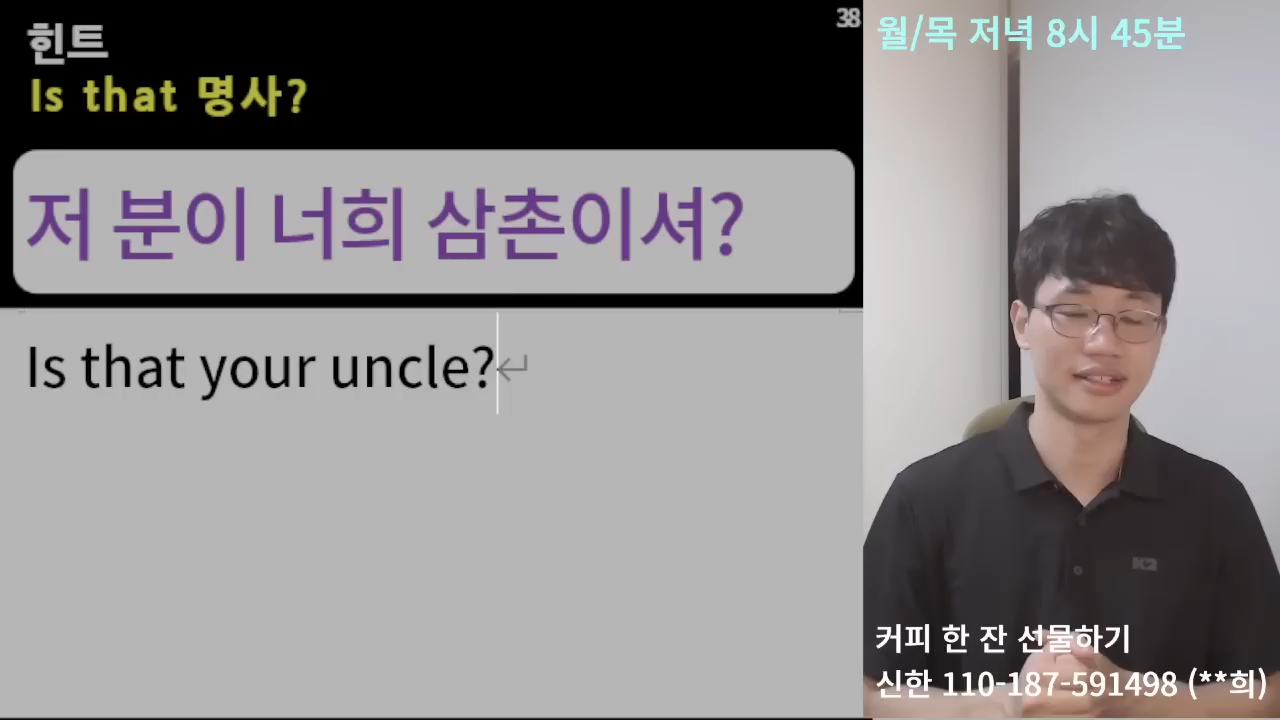 힌트
38
Is that 명사?
저 분이 너희 삼촌이셔?
Is that your uncle?↵
월/목 저녁 8시 45분
K2
커피 한 잔 선물하기
신한 110-187-591498 (**희)